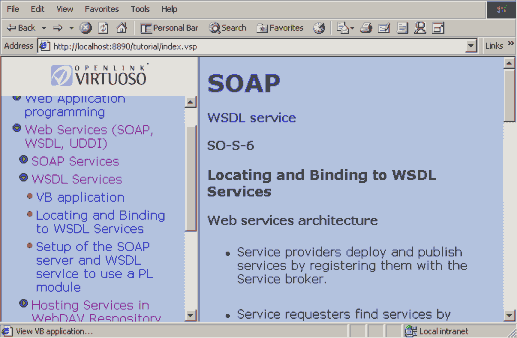 File Edit View Favorites Tools Help
Back Personal Bar Search Favorites
Address http://localhost:8890/tutorial/index.vsp Links »
OPENLINK
VIRTUOSO
Web Application
programming
Web Services (SOAP,
WSDL, UDDI)
SOAP Services
WSDL Services
VB application
Locating and Binding
to WSDL Services
Setup of the SOAP
server and WSDL
service to use a PL
module
Hosting Services in
WebDAV Respository
SOAP
WSDL service
SO-S-6
Locating and Binding to WSDL
Services
Web services architecture
Service providers deploy and publish
services by registering them with the
Service broker.
Service requesters find services by
View VB application... Local intranet